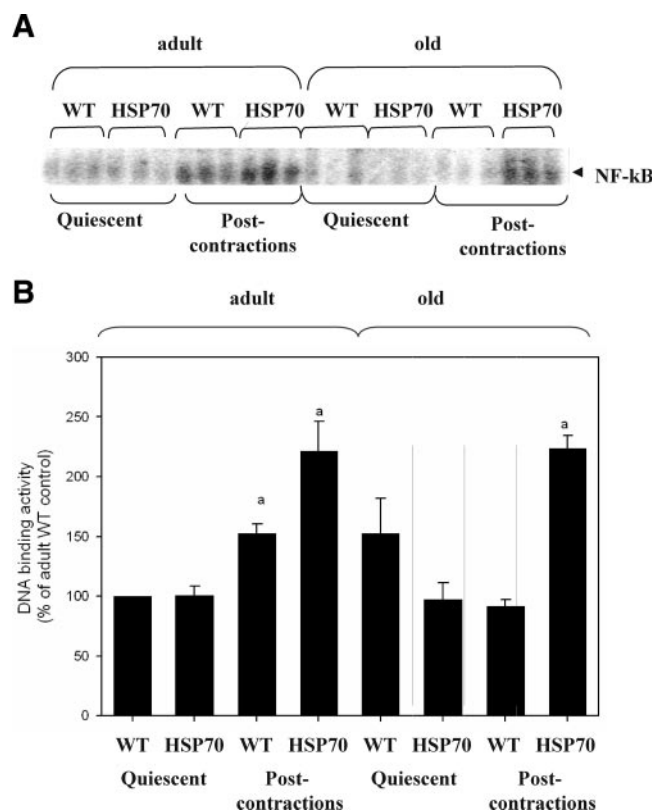 A
adult old
WT HSP70 WT HSP70 WT HSP70 WT HSP70
NF-kB
Quiescent Post-contractions Quiescent Post-contractions
B
adult old
DNA binding activity
(% of adult WT control)
300
250
200
150
100
50
0
a a a
WT HSP70 WT HSP70 WT HSP70 WT HSP70
Quiescent Post-contractions Quiescent Post-contractions